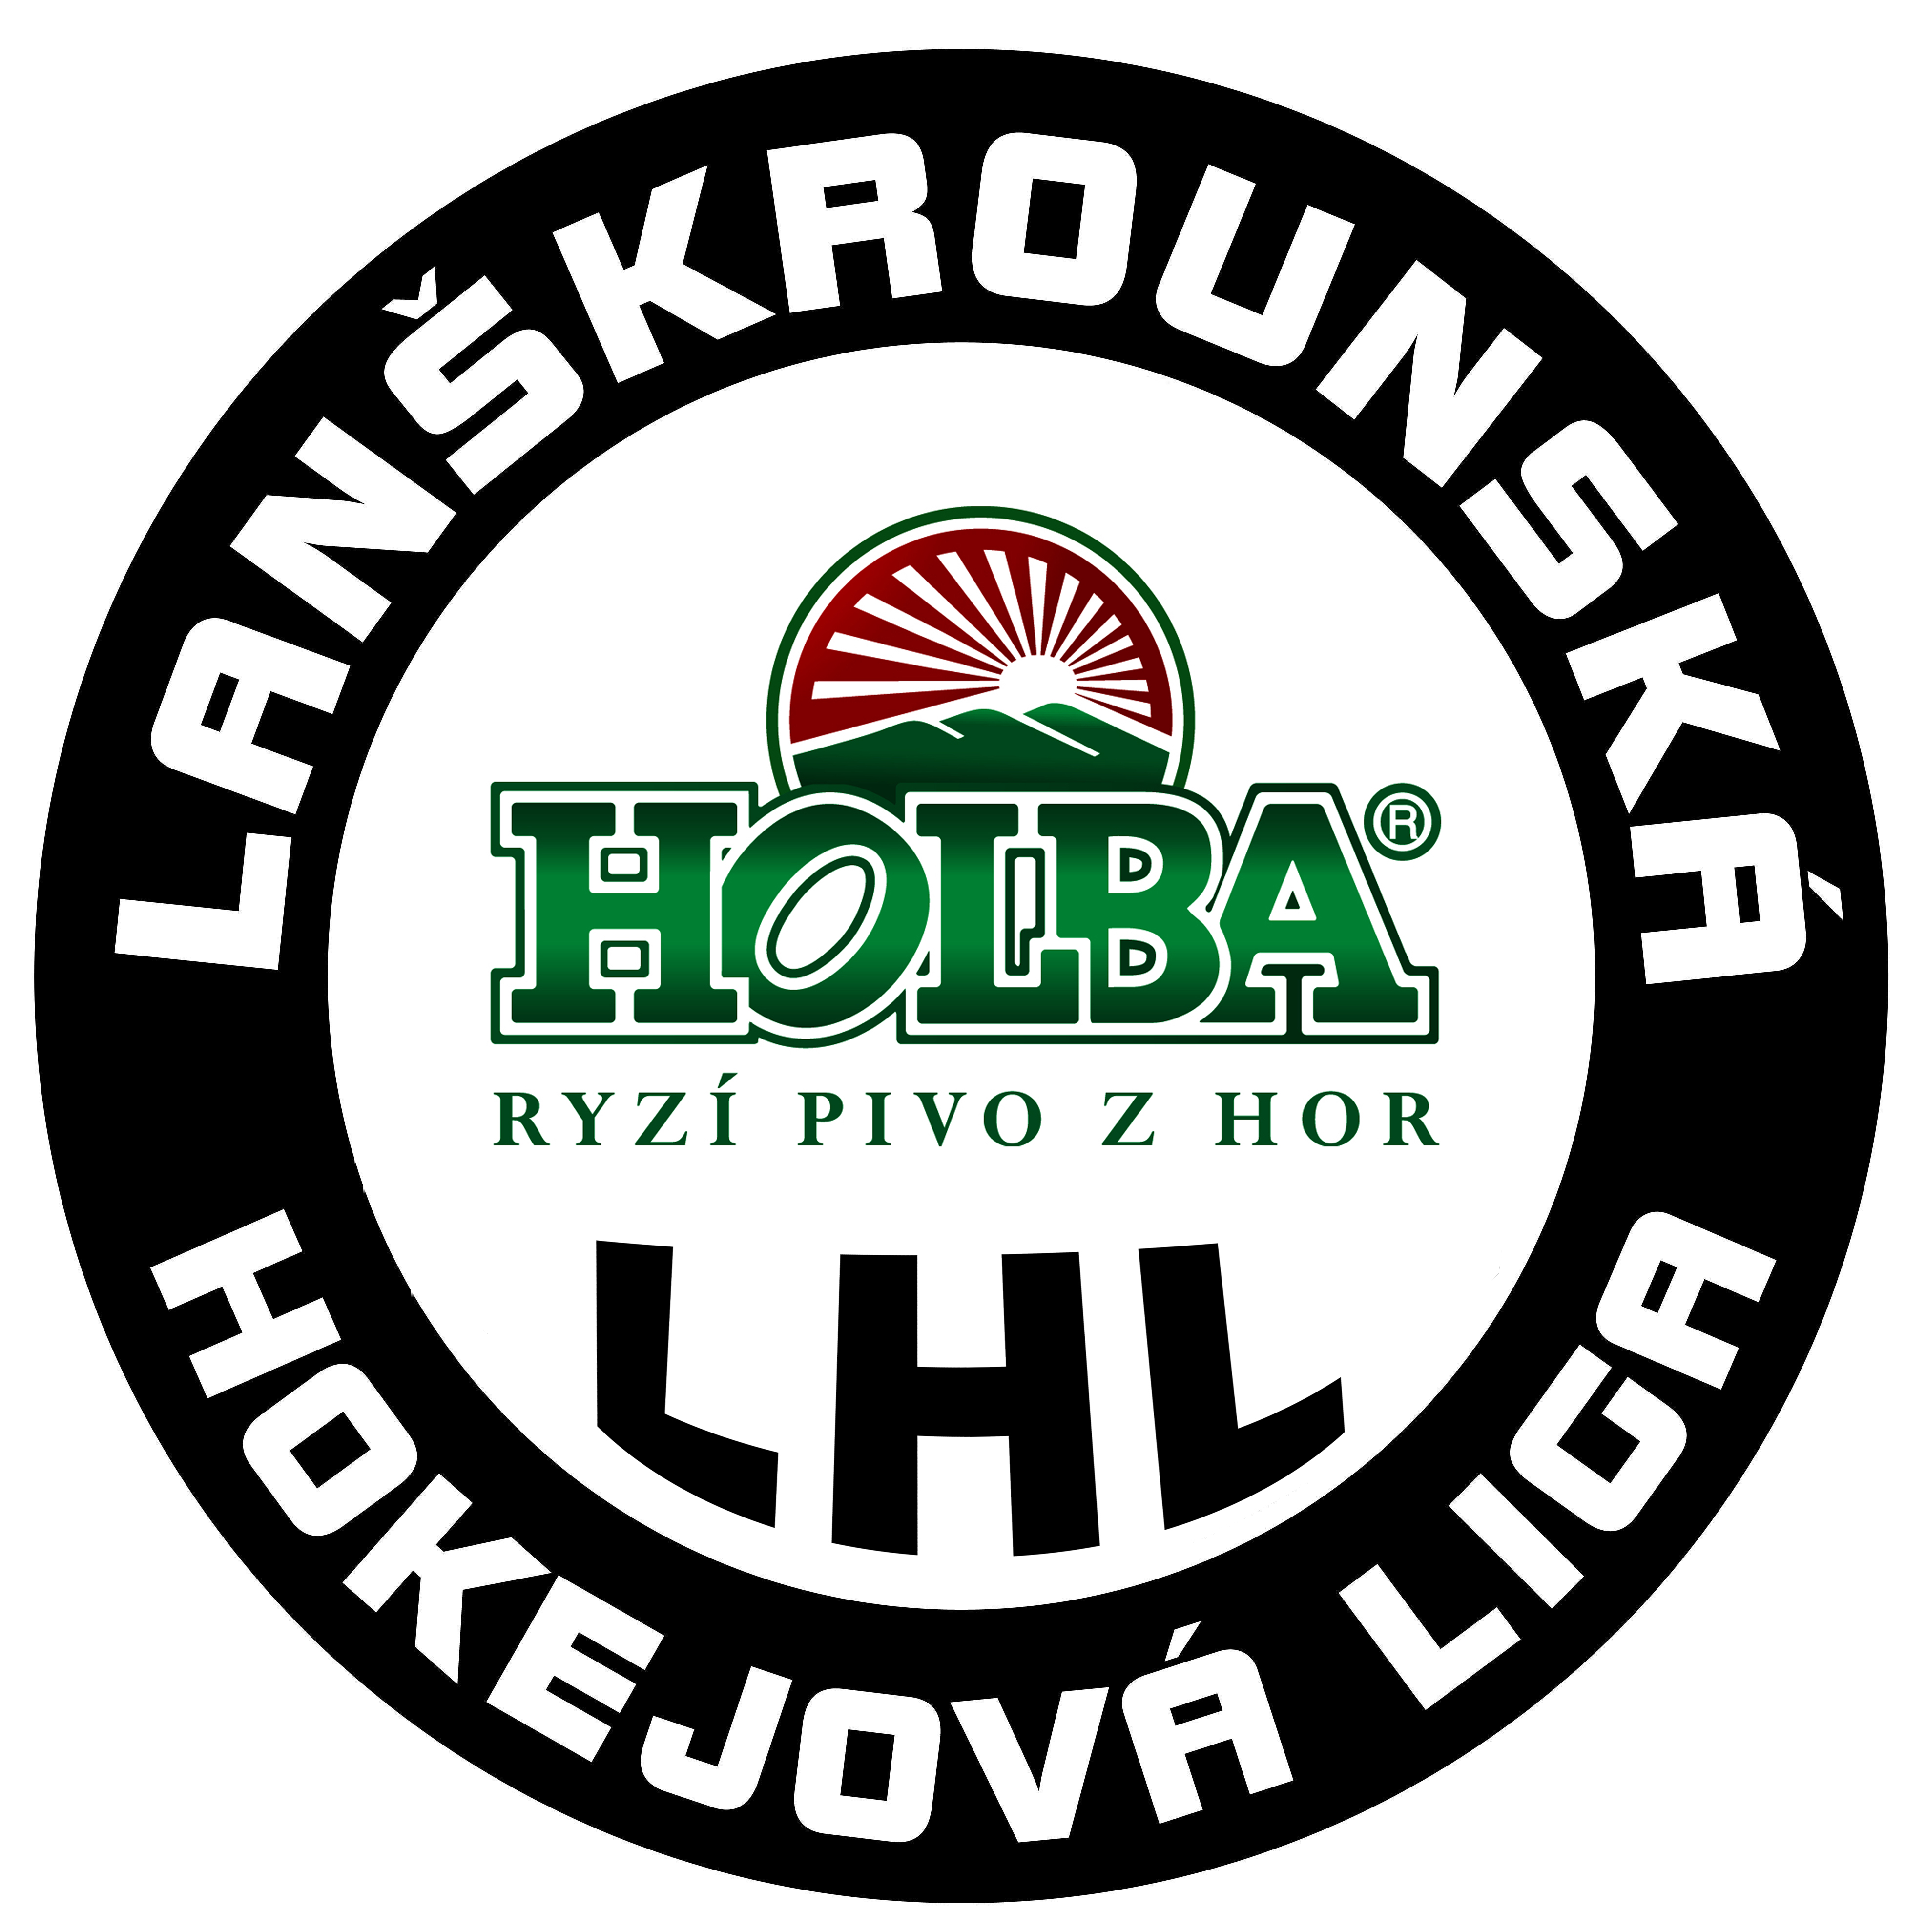 LANŠKROUNSKÁ
HOLBA®
RYZÍ PIVO Z HOR
LHL
HOKEJOVÁ LIGA